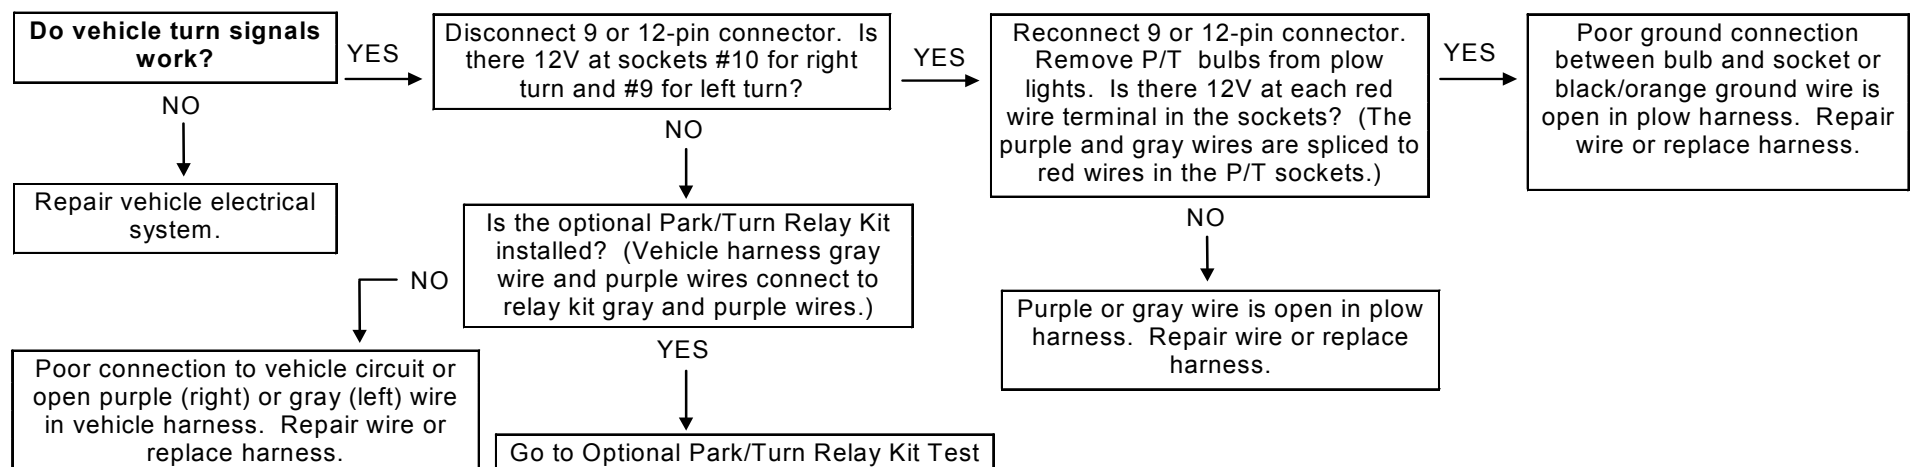 Do vehicle turn signals
work?
YES
NO
Repair vehicle electrical
system.
Disconnect 9 or 12-pin connector. Is
there 12V at sockets #10 for right
turn and #9 for left turn?
YES
NO
Is the optional Park/Turn Relay Kit
installed? (Vehicle harness gray
wire and purple wires connect to
relay kit gray and purple wires.)
NO
YES
Poor connection to vehicle circuit or
open purple (right) or gray (left) wire
in vehicle harness. Repair wire or
replace harness.
Go to Optional Park/Turn Relay Kit Test
Reconnect 9 or 12-pin connector.
Remove P/T bulbs from plow
lights. Is there 12V at each red
wire terminal in the sockets? (The
purple and gray wires are spliced to
red wires in the P/T sockets.)
YES
NO
Purple or gray wire is open in plow
harness. Repair wire or replace
harness.
Poor ground connection
between bulb and socket or
black/orange ground wire is
open in plow harness. Repair
wire or replace harness.